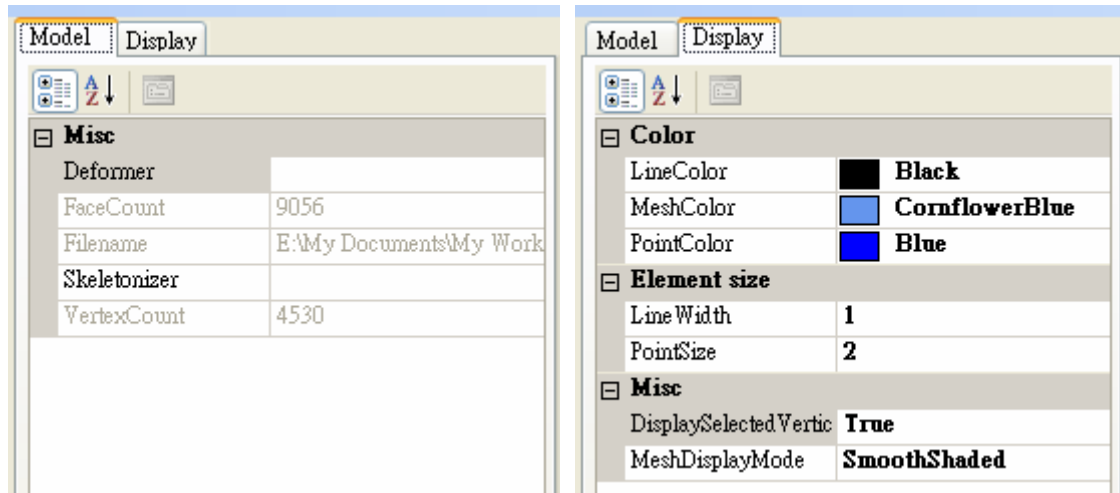 Model Display
Misc
Deformer
FaceCount 9056
Filename E:\My Documents\My Work
Skeletonizer
VertexCount 4530
Model Display
Color
LineColor Black
MeshColor CornflowerBlue
PointColor Blue
Element size
LineWidth 1
PointSize 2
Misc
DisplaySelectedVertic True
MeshDisplayMode SmoothShaded